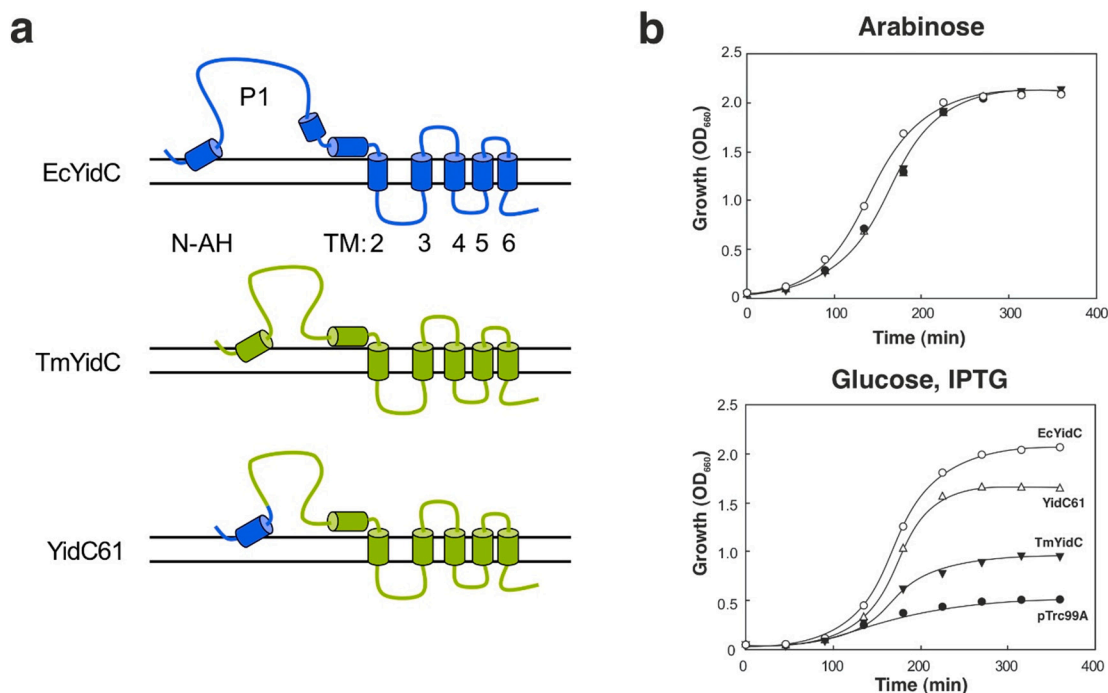 a
P1
EcYidC
N-AH TM: 2 3 4 5 6
TmYidC
YidC61
b
Arabinose
2.5
2.0
1.5
1.0
0.5
0
Growth (OD660)
0 100 200 300 400
Time (min)
Glucose, IPTG
2.5
2.0
1.5
1.0
0.5
0
Growth (OD660)
EcYidC
YidC61
TmYidC
pTrc99A
0 100 200 300 400
Time (min)